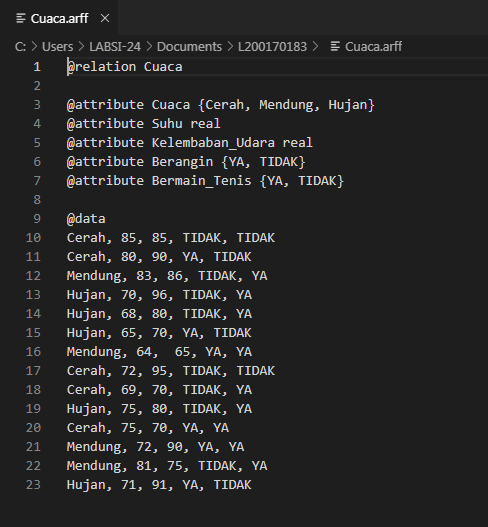 Cuaca.arff ×
C: > Users > LABSI-24 > Documents > L200170183 > Cuaca.arff
1 @relation Cuaca
2
3 @attribute Cuaca {Cerah, Mendung, Hujan}
4 @attribute Suhu real
5 @attribute Kelembaban_Udara real
6 @attribute Berangin {YA, TIDAK}
7 @attribute Bermain_Tenis {YA, TIDAK}
8
9 @data
10 Cerah, 85, 85, TIDAK, TIDAK
11 Cerah, 80, 90, YA, TIDAK
12 Mendung, 83, 86, TIDAK, YA
13 Hujan, 70, 96, TIDAK, YA
14 Hujan, 68, 80, TIDAK, YA
15 Hujan, 65, 70, YA, TIDAK
16 Mendung, 64,  65, YA, YA
17 Cerah, 72, 95, TIDAK, TIDAK
18 Cerah, 69, 70, TIDAK, YA
19 Hujan, 75, 80, TIDAK, YA
20 Cerah, 75, 70, YA, YA
21 Mendung, 72, 90, YA, YA
22 Mendung, 81, 75, TIDAK, YA
23 Hujan, 71, 91, YA, TIDAK